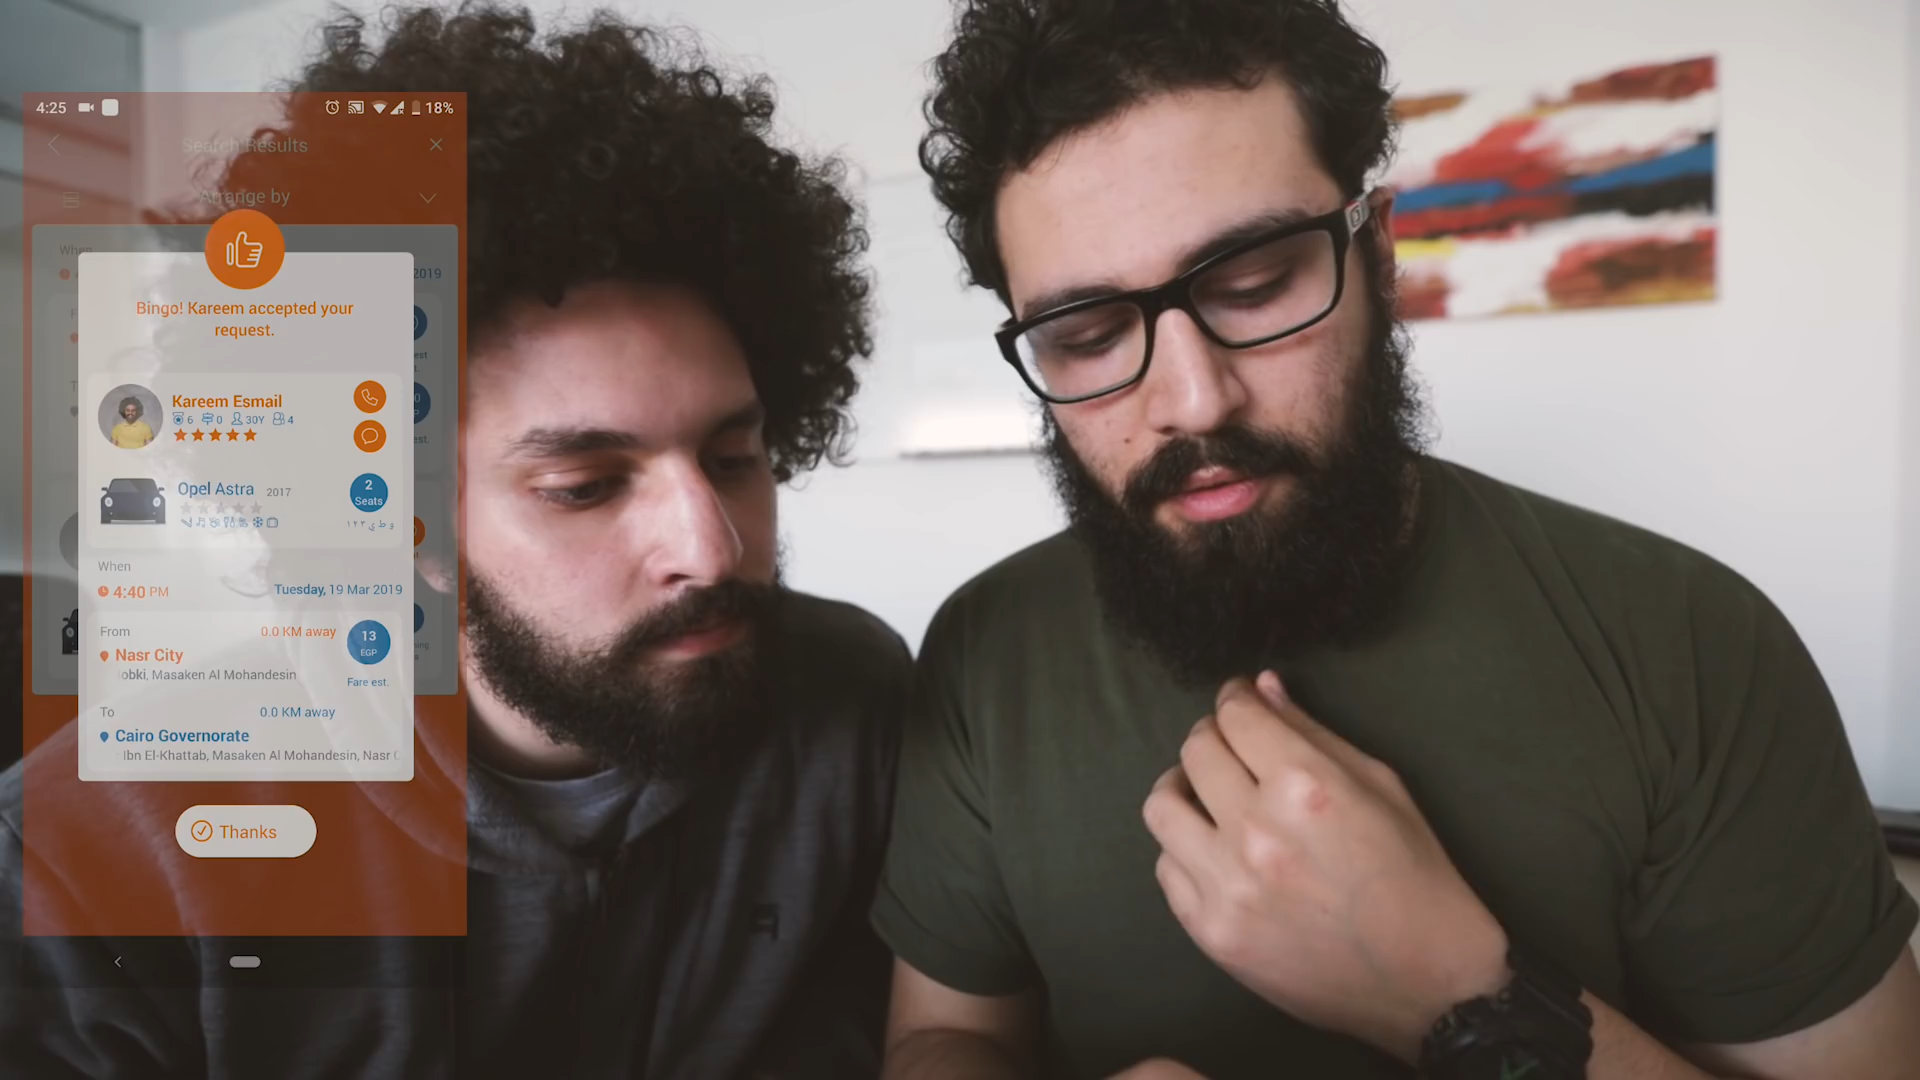 4:25
18%
Search Results
Arrange by
When
2019
Bingo! Kareem accepted your
request.
Kareem Esmail
6 0 30Y 4
Opel Astra 2017
2
Seats
و ط ي ١٢٣
When
4:40 PM
Tuesday, 19 Mar 2019
From
0.0 KM away
13
EGP
Nasr City
Masaken Al Mohandesin
Fare est.
To
0.0 KM away
Cairo Governorate
Ibn El-Khattab, Masaken Al Mohandesin, Nasr
Thanks